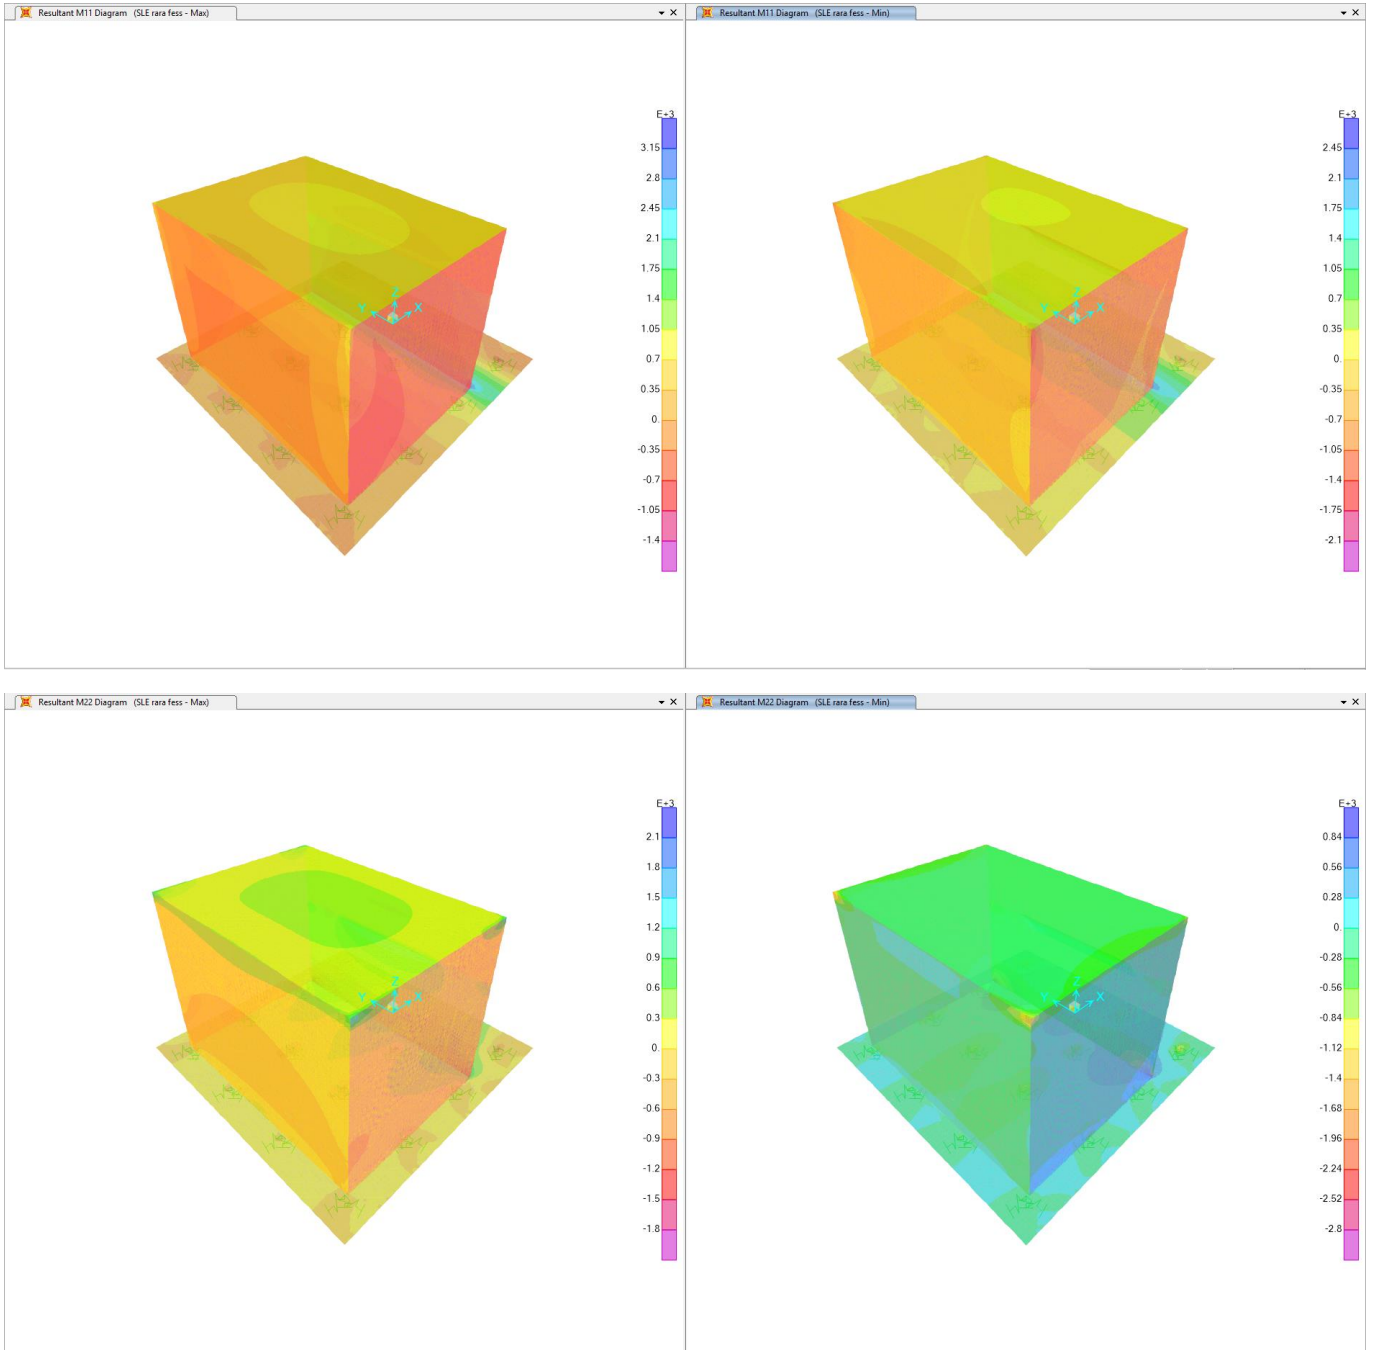 Resultant M11 Diagram (SLE rara fess - Max)
Resultant M11 Diagram (SLE rara fess - Min)
E+3
3.15
2.8
2.45
2.1
1.75
1.4
1.05
0.7
0.35
0.
-0.35
-0.7
-1.05
-1.4
Z
Y
X
E+3
2.45
2.1
1.75
1.4
1.05
0.7
0.35
0.
-0.35
-0.7
-1.05
-1.4
-1.75
-2.1
Z
Y
X
Resultant M22 Diagram (SLE rara fess - Max)
Resultant M22 Diagram (SLE rara fess - Min)
E+3
2.1
1.8
1.5
1.2
0.9
0.6
0.3
0.
-0.3
-0.6
-0.9
-1.2
-1.5
-1.8
Z
Y
X
E+3
0.84
0.56
0.28
0.
-0.28
-0.56
-0.84
-1.12
-1.4
-1.68
-1.96
-2.24
-2.52
-2.8
Z
Y
X